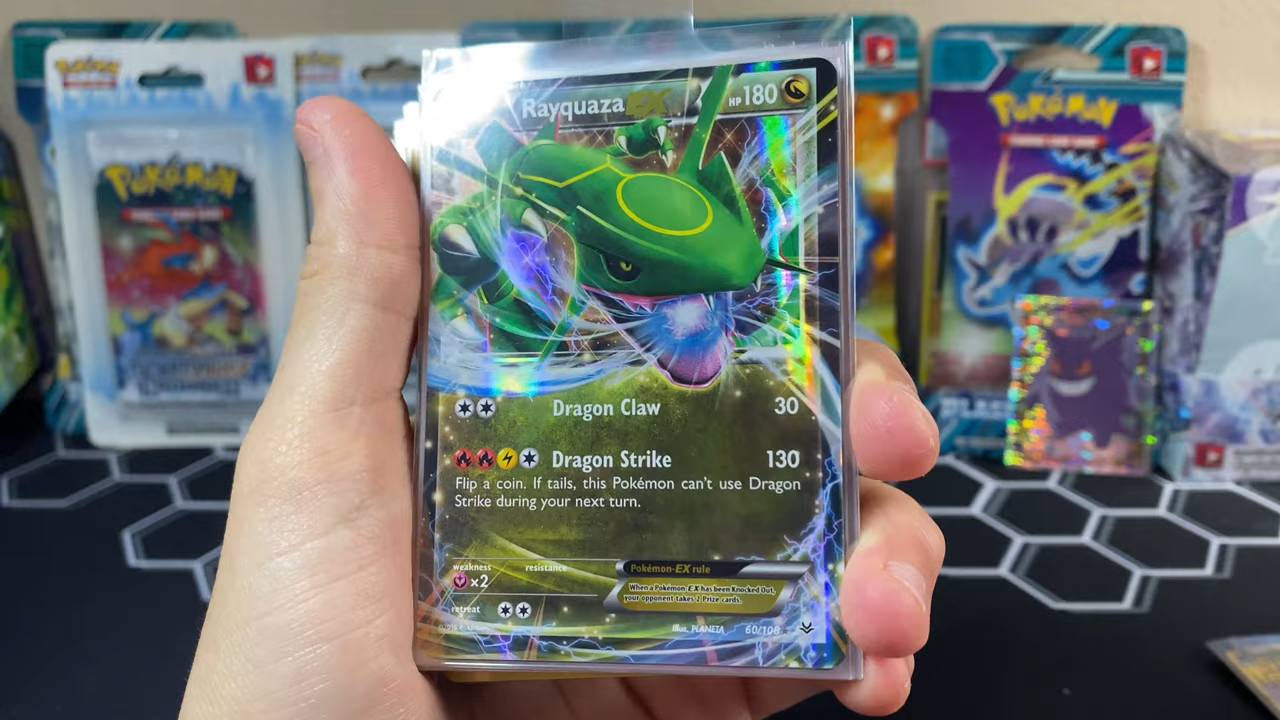 Rayquaza EX
HP 180
Dragon Claw 30
Dragon Strike 130
Flip a coin. If tails, this Pokémon can't use Dragon
Strike during your next turn.
weakness resistance
×2
Pokémon-EX rule
When a Pokémon-EX has been Knocked Out,
your opponent takes 2 Prize cards.
retreat
Illus. PLANETA 60/108
POKéMON
POKéMON